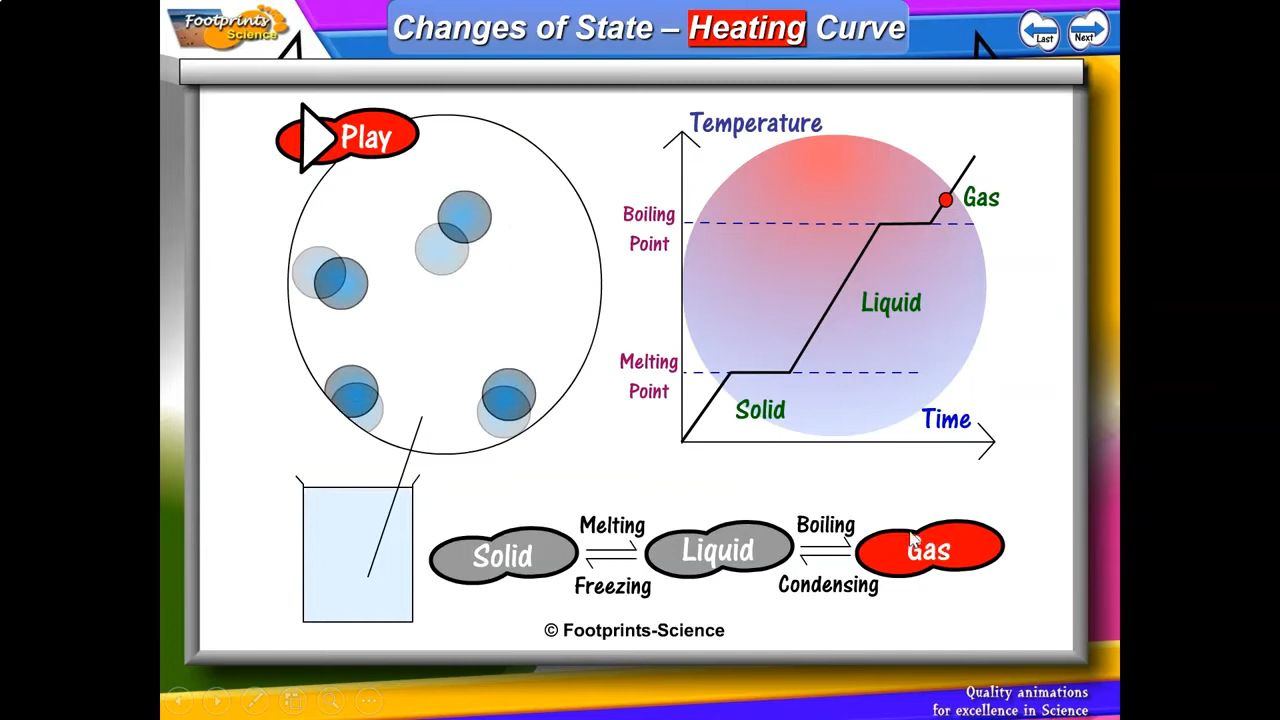 Footprints
Science
Changes of State – Heating Curve
Last
Next
Play
Temperature
Boiling
Point
Gas
Liquid
Melting
Point
Solid
Time
Solid
Melting
Freezing
Liquid
Boiling
Condensing
Gas
© Footprints-Science
Quality animations
for excellence in Science